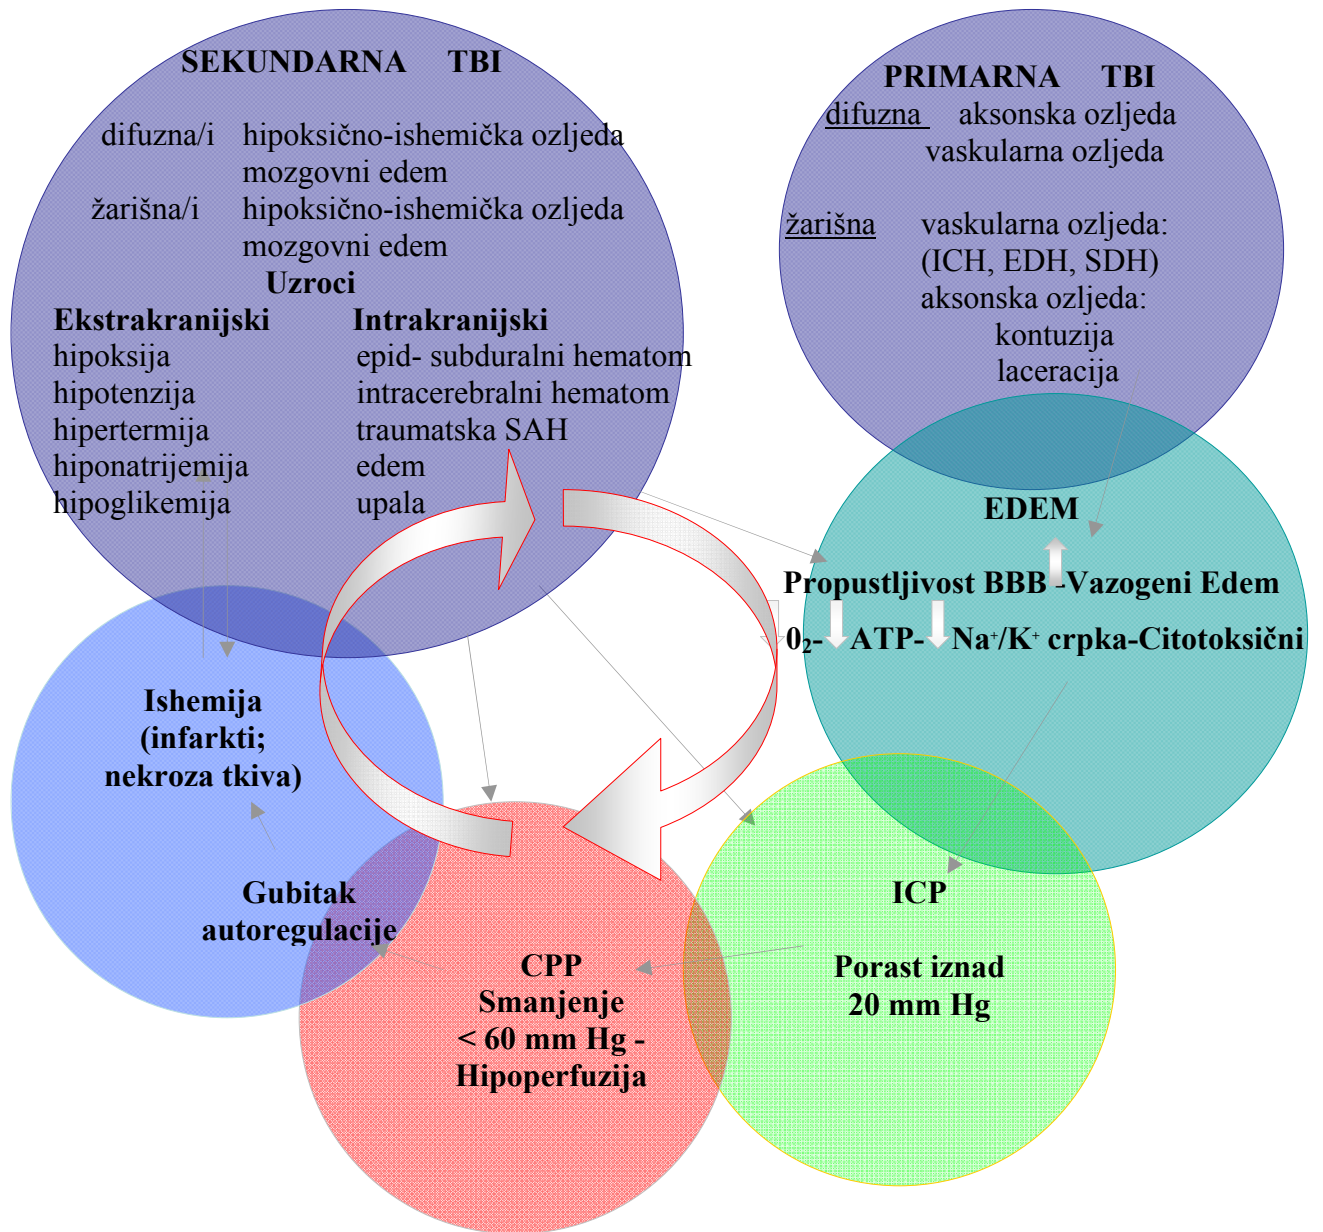 SEKUNDARNA TBI
difuzna/i hipoksično-ishemička ozljeda
mozgovni edem
žarišna/i hipoksično-ishemička ozljeda
mozgovni edem
Uzroci
Ekstrakranijski Intrakranijski
hipoksija epid- subduralni hematom
hipotenzija intracerebralni hematom
hipertermija traumatska SAH
hiponatrijemija edem
hipoglikemija upala
PRIMARNA TBI
difuzna aksonska ozljeda
vaskularna ozljeda
žarišna vaskularna ozljeda:
(ICH, EDH, SDH)
aksonska ozljeda:
kontuzija
laceracija
EDEM
Propustljivost BBB -Vazogeni Edem
0₂- ATP- Na⁺/K⁺ crpka-Citotoksični
ICP
Porast iznad
20 mm Hg
CPP
Smanjenje
< 60 mm Hg -
Hipoperfuzija
Gubitak
autoregulacije
Ishemija
(infarkti;
nekroza tkiva)